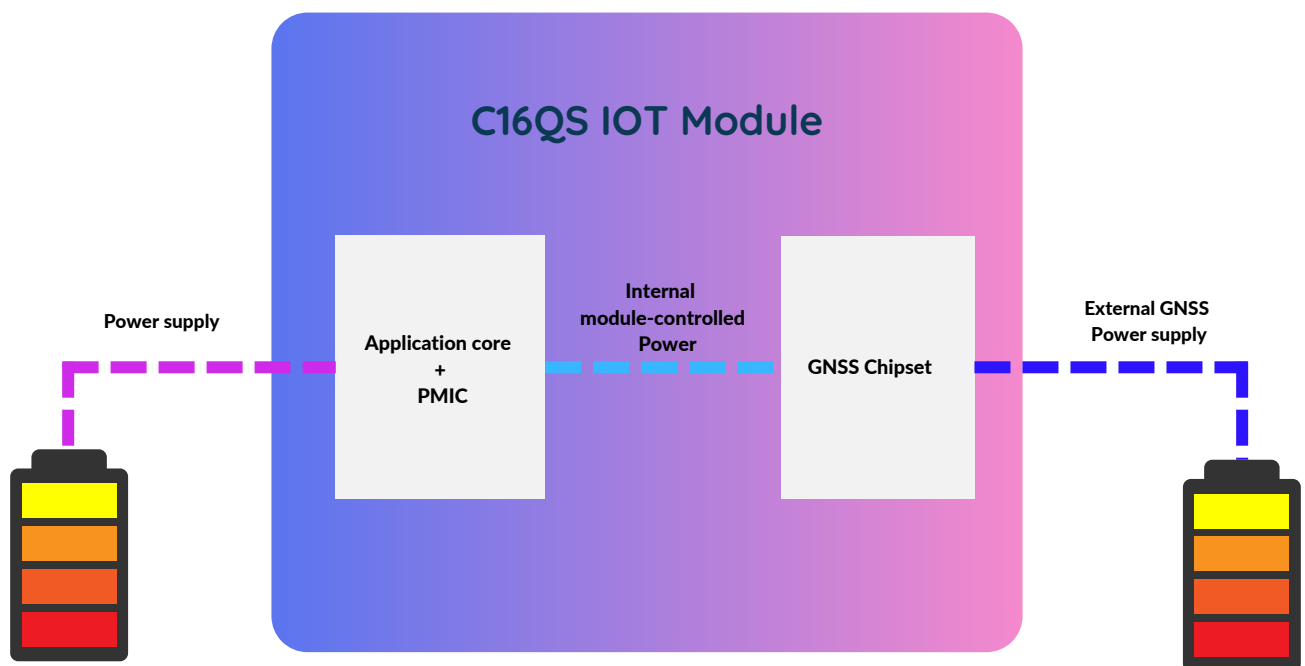 C16QS IOT Module
Power supply
Application core
+
PMIC
Internal
module-controlled
Power
GNSS Chipset
External GNSS
Power supply